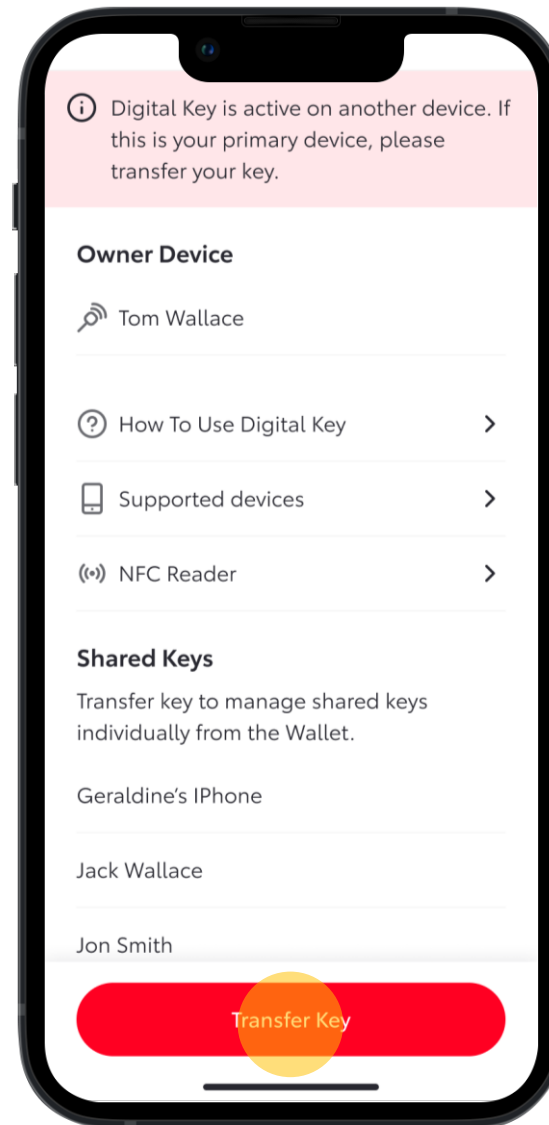 Digital Key is active on another device. If
this is your primary device, please
transfer your key.
Owner Device
Tom Wallace
How To Use Digital Key
Supported devices
NFC Reader
Shared Keys
Transfer key to manage shared keys
individually from the Wallet.
Geraldine’s IPhone
Jack Wallace
Jon Smith
Transfer Key